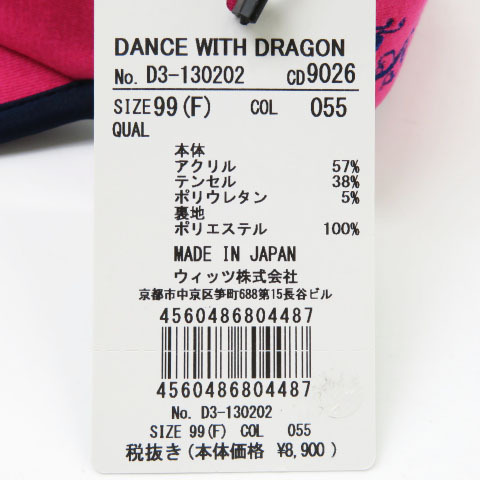 DANCE WITH DRAGON
No. D3-130202 CD9026
SIZE 99(F) COL 055
QUAL
本体
アクリル 57%
テンセル 38%
ポリウレタン 5%
裏地
ポリエステル 100%
MADE IN JAPAN
ウィッツ株式会社
京都市中京区笋町688第15長谷ビル
4560486804487
4560486804487
No. D3-130202
SIZE 99(F) COL 055
税抜き(本体価格 ¥8,900)